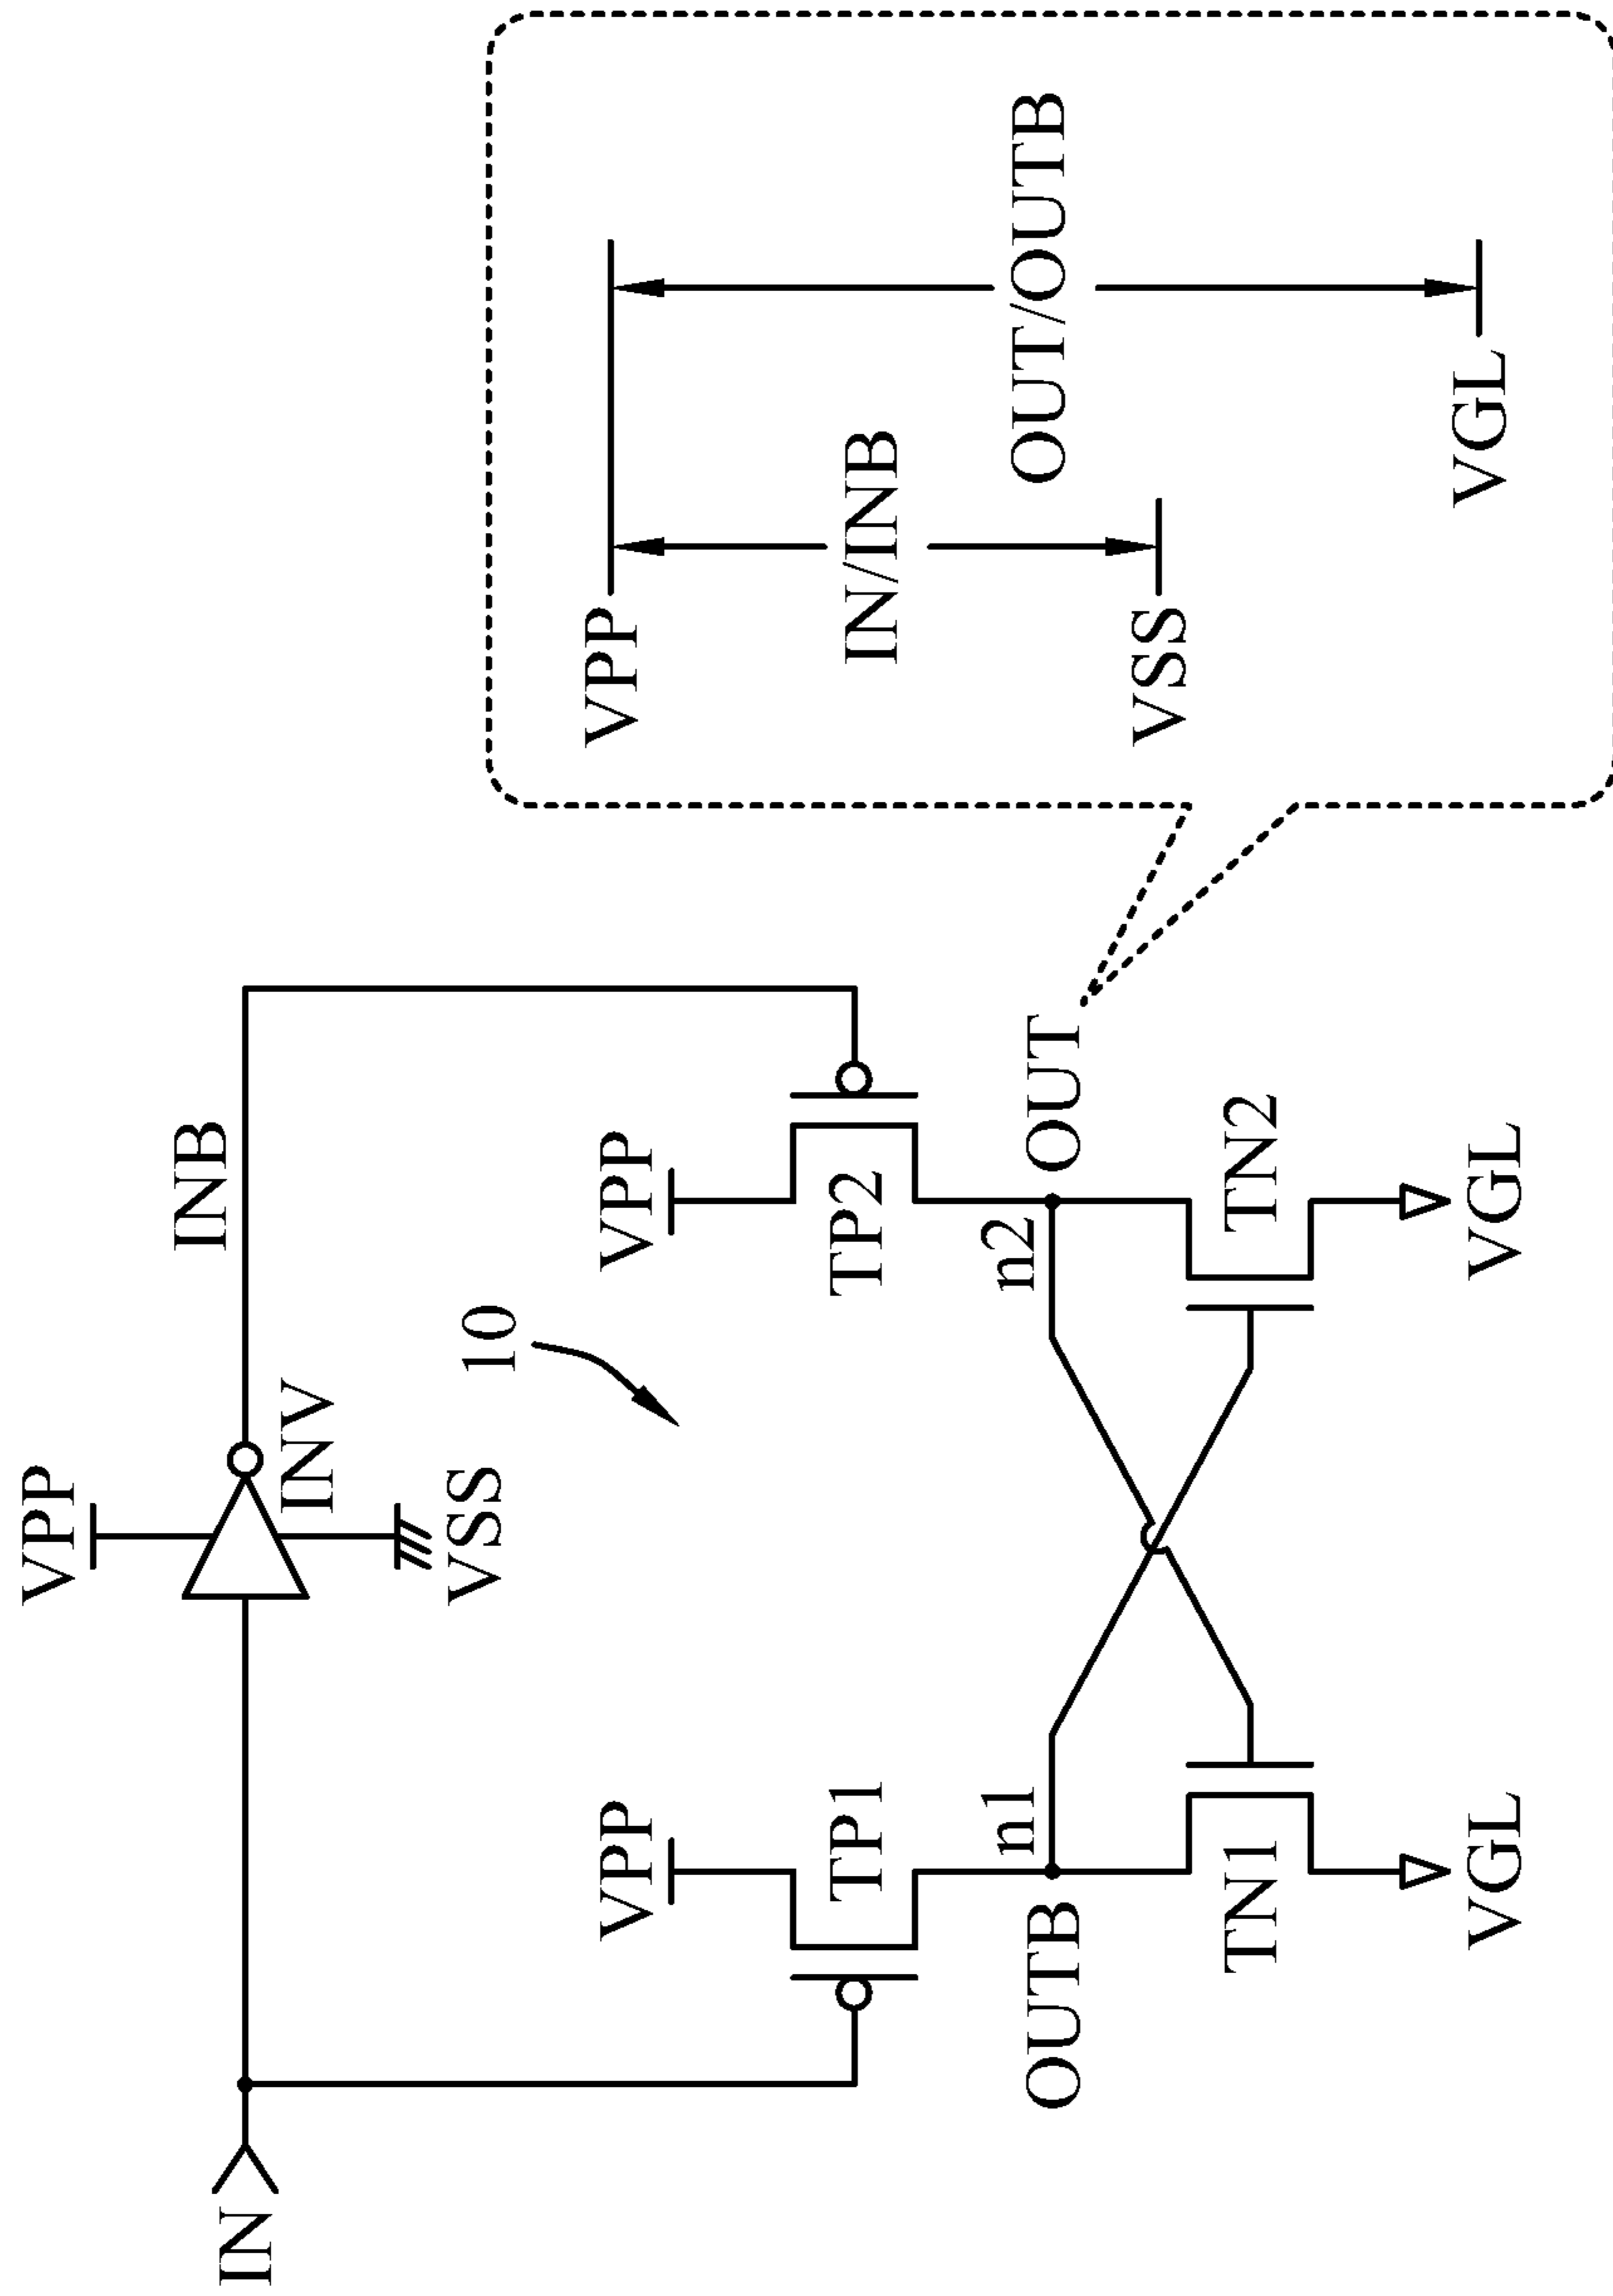 VPP
IN
INV
INB
VSS
10
VPP
VPP
TP1
TP2
OUTB
n1
n2
OUT
TN1
TN2
VGL
VGL
VPP
IN/INB
OUT/OUTB
VSS
VGL